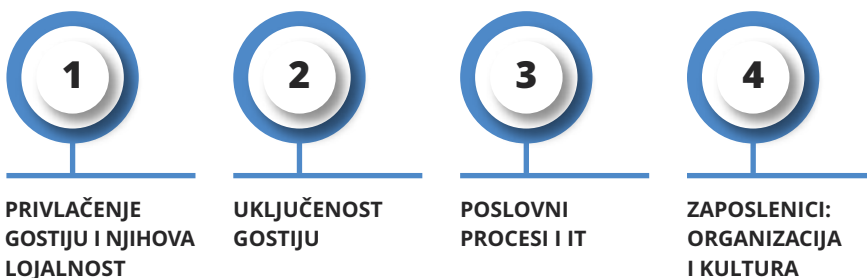 1
PRIVLAČENJE
GOSTIJU I NJIHOVA
LOJALNOST
2
UKLJUČENOST
GOSTIJU
3
POSLOVNI
PROCESI I IT
4
ZAPOSLENICI:
ORGANIZACIJA
I KULTURA